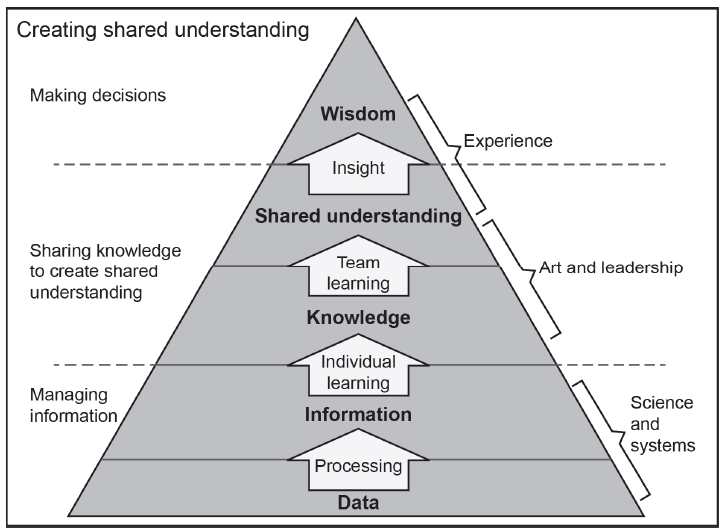 Creating shared understanding
Making decisions
Wisdom
Experience
Insight
Shared understanding
Sharing knowledge
to create shared
understanding
Team
learning
Art and leadership
Knowledge
Individual
learning
Managing
information
Information
Science
and
systems
Processing
Data